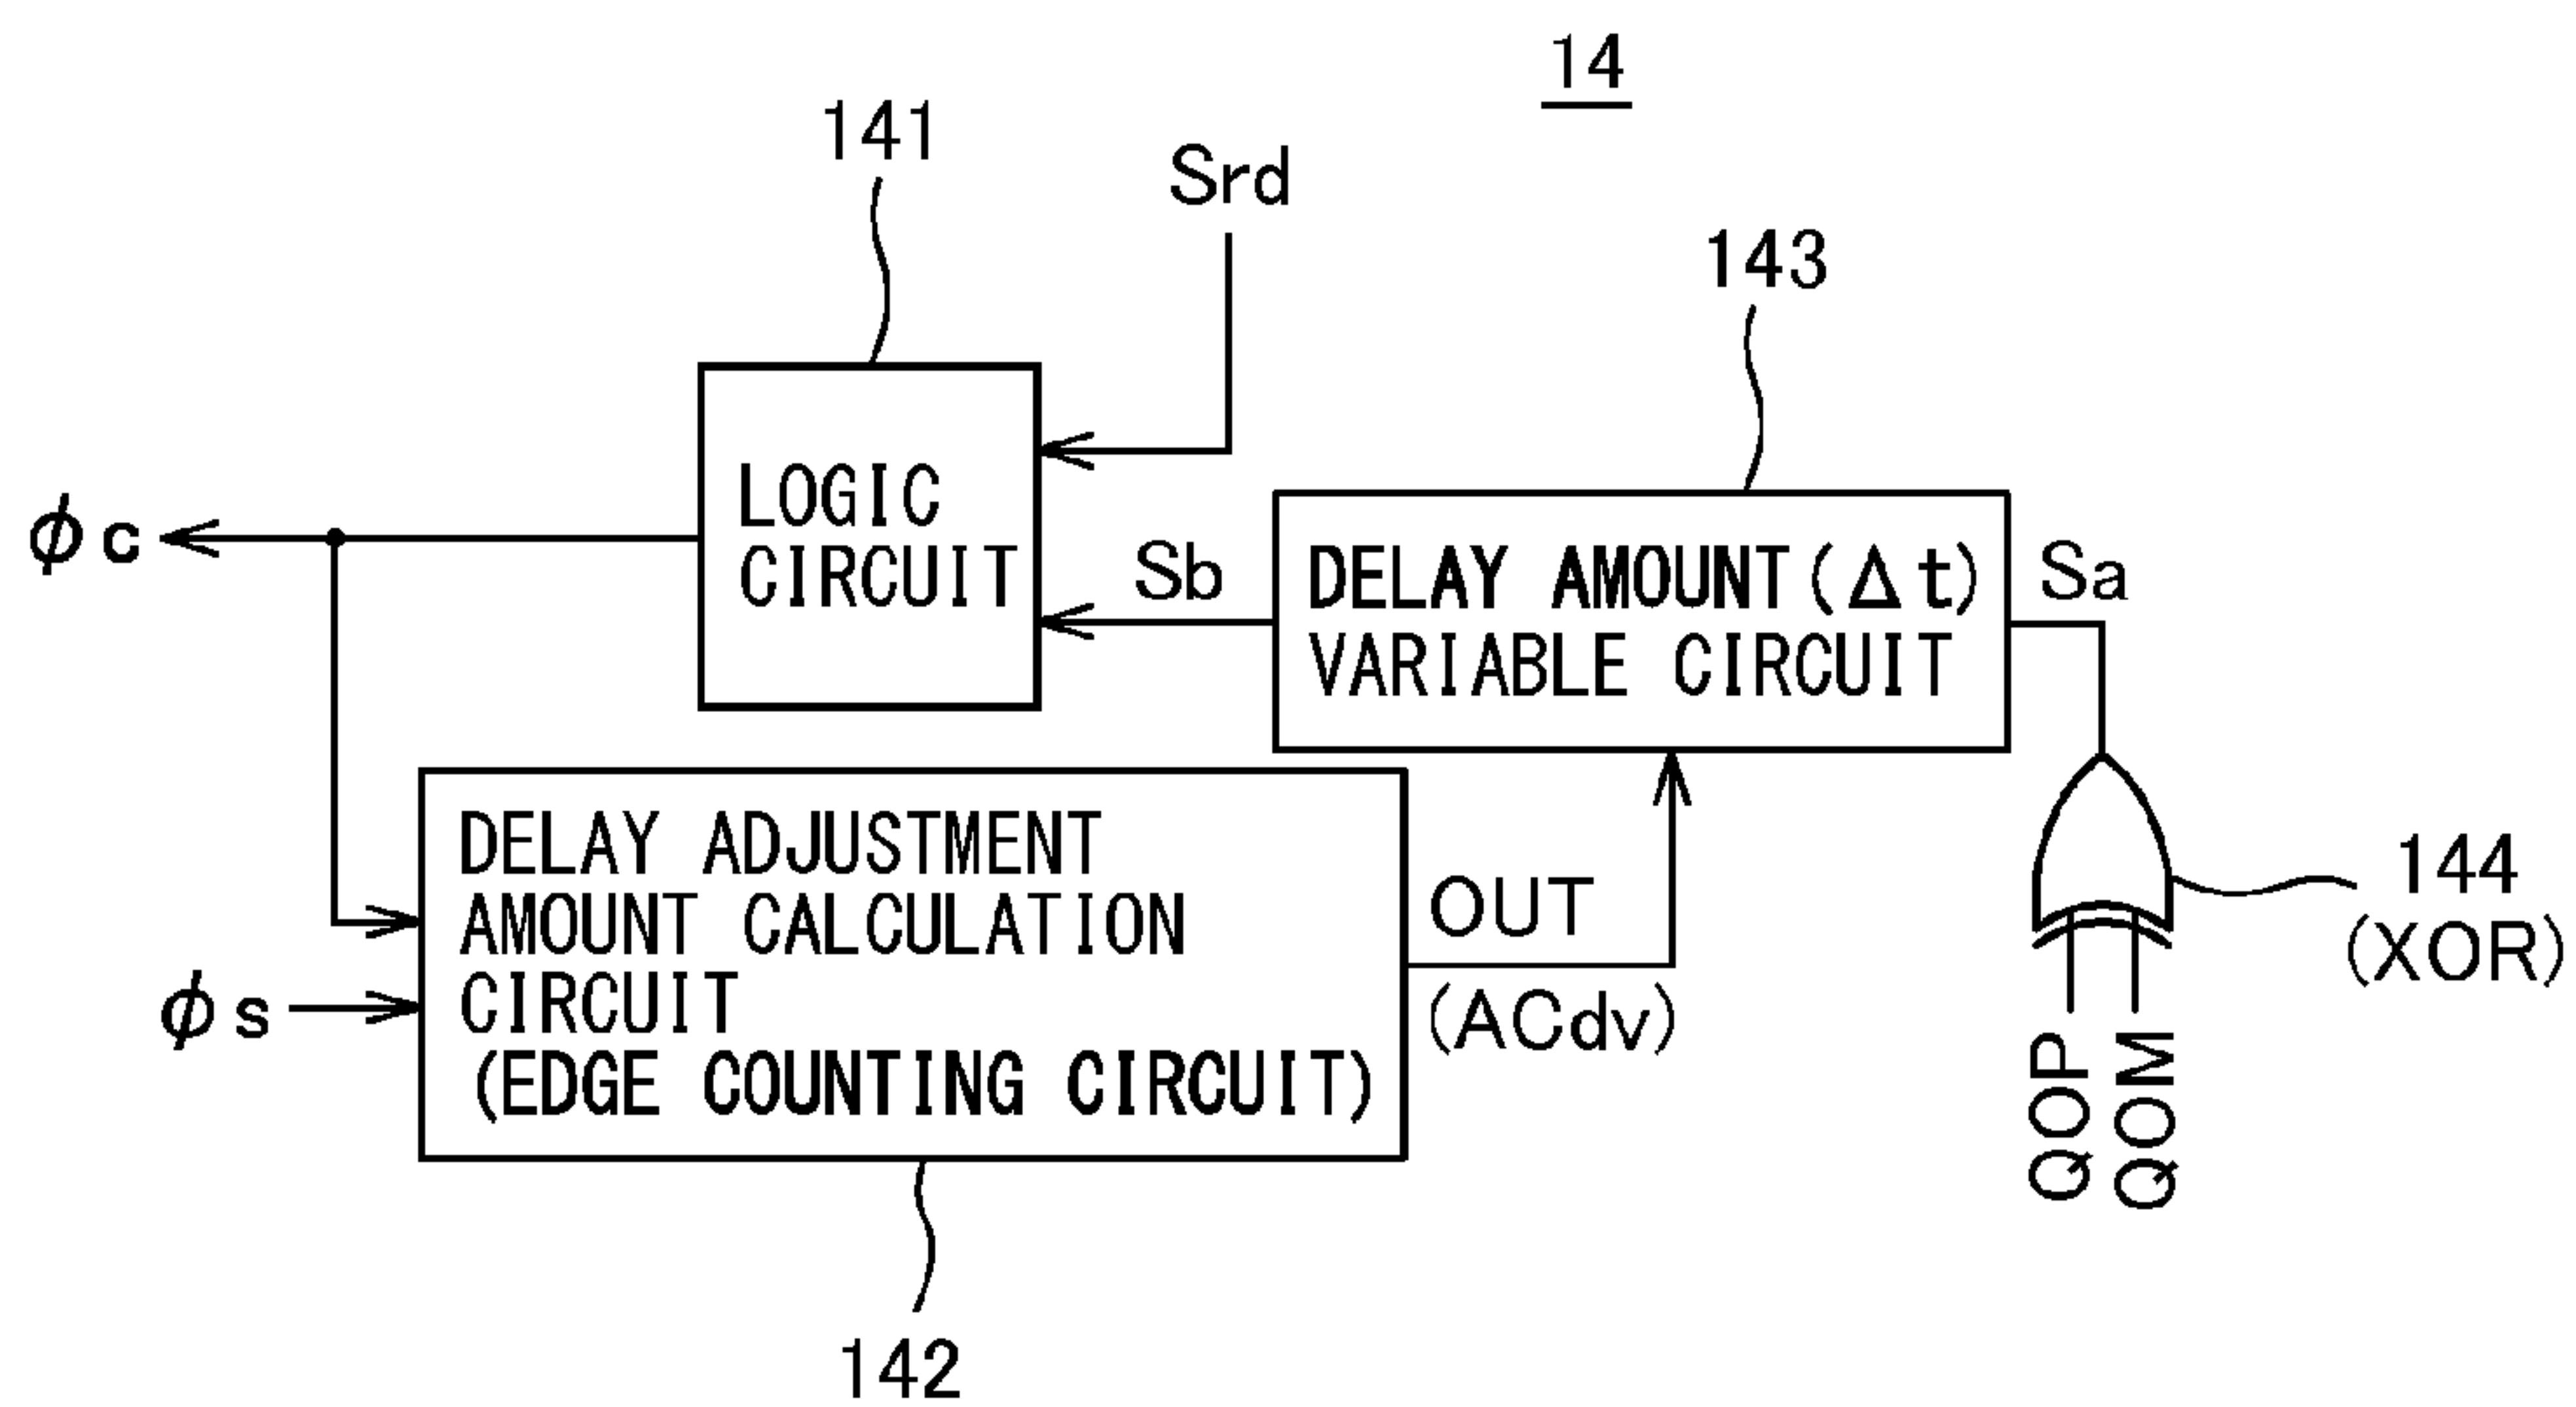 14
141
Srd
143
LOGIC
CIRCUIT
ϕc
Sb
DELAY AMOUNT(Δt)
VARIABLE CIRCUIT
Sa
DELAY ADJUSTMENT
AMOUNT CALCULATION
CIRCUIT
(EDGE COUNTING CIRCUIT)
ϕs
OUT
(ACdv)
144
(XOR)
QOP
QOM
142